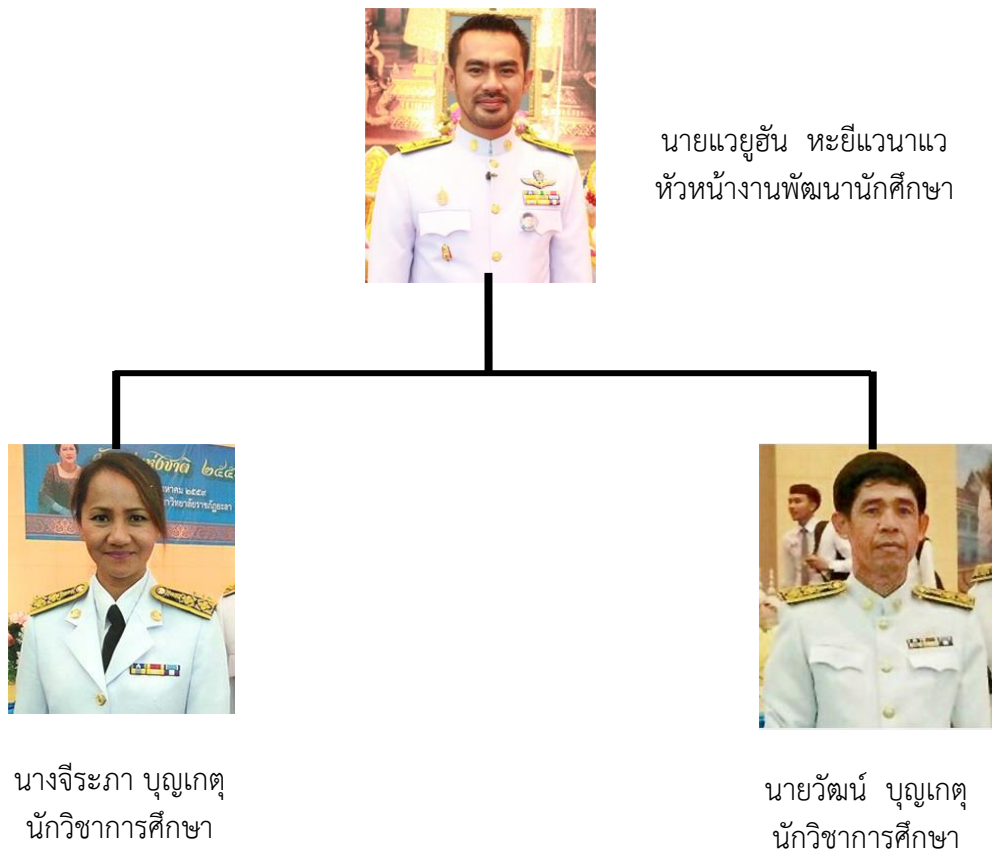 นายแวยูฮัน  หะยีแวนาแว
หัวหน้างานพัฒนานักศึกษา
๒๕๕๙
นางจีระภา บุญเกตุ
นักวิชาการศึกษา
นายวัฒน์  บุญเกตุ
นักวิชาการศึกษา